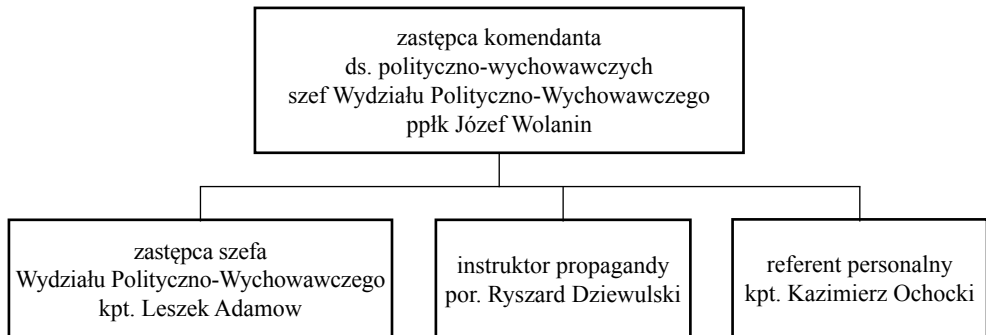 zastępca komendanta
ds. polityczno-wychowawczych
szef Wydziału Polityczno-Wychowawczego
ppłk Józef Wolanin
zastępca szefa
Wydziału Polityczno-Wychowawczego
kpt. Leszek Adamow
instruktor propagandy
por. Ryszard Dziewulski
referent personalny
kpt. Kazimierz Ochocki